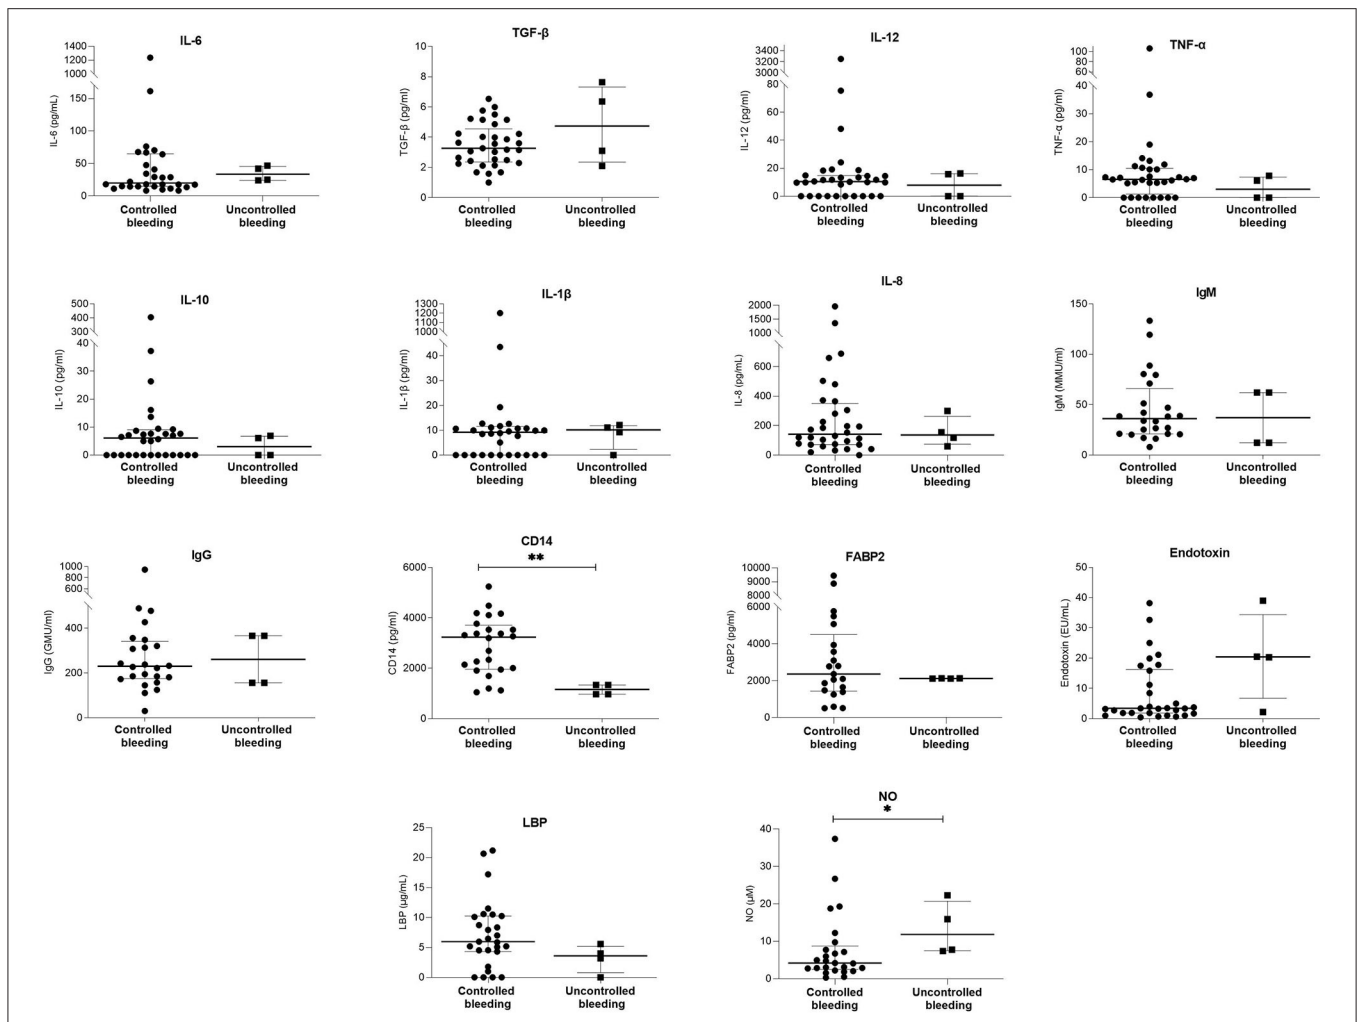 IL-6
1400
1200
1000
150
100
50
0
IL-6 (pg/mL)
Controlled
bleeding
Uncontrolled
bleeding
TGF-β
10
8
6
4
2
0
TGF-β (pg/ml)
Controlled
bleeding
Uncontrolled
bleeding
IL-12
3400
3200
3000
80
60
40
20
0
IL-12 (pg/ml)
Controlled
bleeding
Uncontrolled
bleeding
TNF-α
100
80
60
40
30
20
10
0
TNF-α (pg/ml)
Controlled
bleeding
Uncontrolled
bleeding
IL-10
500
400
300
40
30
20
10
0
IL-10 (pg/ml)
Controlled
bleeding
Uncontrolled
bleeding
IL-1β
1300
1200
1100
1000
40
30
20
10
0
IL-1β (pg/ml)
Controlled
bleeding
Uncontrolled
bleeding
IL-8
2000
1500
1000
600
400
200
0
IL-8 (pg/mL)
Controlled
bleeding
Uncontrolled
bleeding
IgM
150
100
50
0
IgM (MMU/ml)
Controlled
bleeding
Uncontrolled
bleeding
IgG
1000
800
600
400
200
0
IgG (GMU/ml)
Controlled
bleeding
Uncontrolled
bleeding
CD14
**
6000
4000
2000
0
CD14 (pg/ml)
Controlled
bleeding
Uncontrolled
bleeding
FABP2
10000
9000
8000
6000
4000
2000
0
FABP2 (pg/ml)
Controlled
bleeding
Uncontrolled
bleeding
Endotoxin
50
40
30
20
10
0
Endotoxin (EU/mL)
Controlled
bleeding
Uncontrolled
bleeding
LBP
25
20
15
10
5
0
LBP (µg/mL)
Controlled
bleeding
Uncontrolled
bleeding
NO
*
40
30
20
10
0
NO (µM)
Controlled
bleeding
Uncontrolled
bleeding